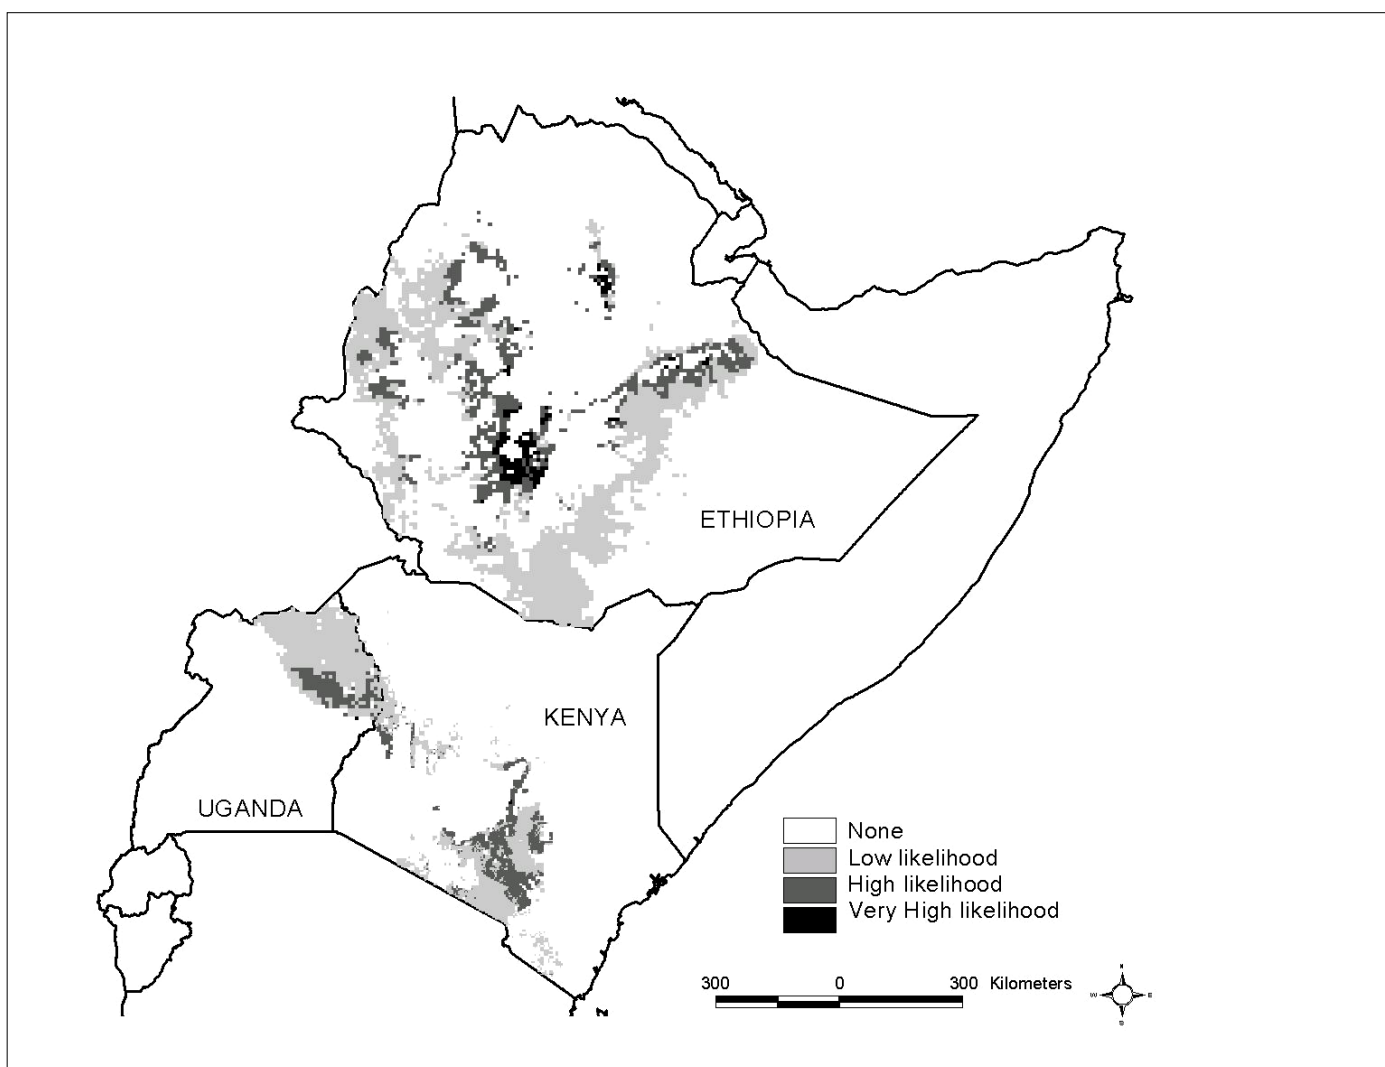 ETHIOPIA
KENYA
UGANDA
None
Low likelihood
High likelihood
Very High likelihood
300 0 300 Kilometers
N
W E
S